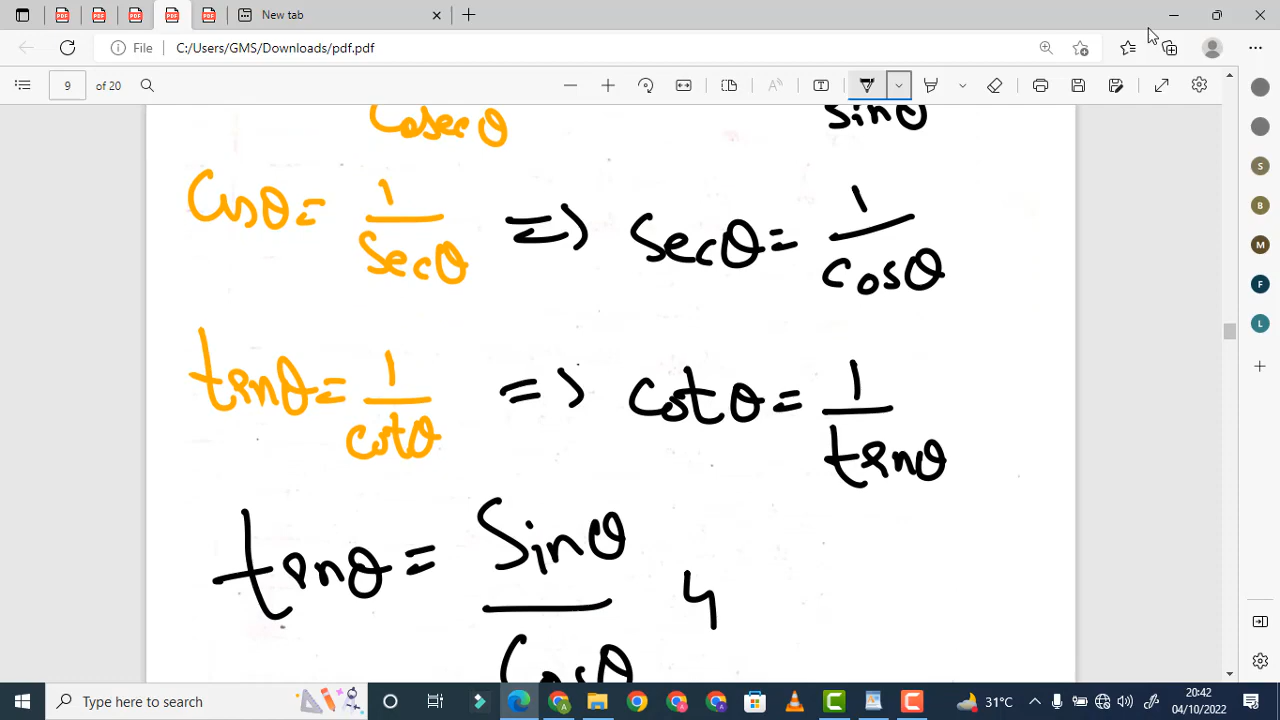 New tab
File C:/Users/GMS/Downloads/pdf.pdf
9 of 20
Cosecθ sinθ
Cosθ = 1/Secθ => Secθ = 1/cosθ
tanθ = 1/cotθ => cotθ = 1/tanθ
tanθ = Sinθ/Cosθ 4
S
B
M
F
L
Type here to search
31°C
20:42
04/10/2022